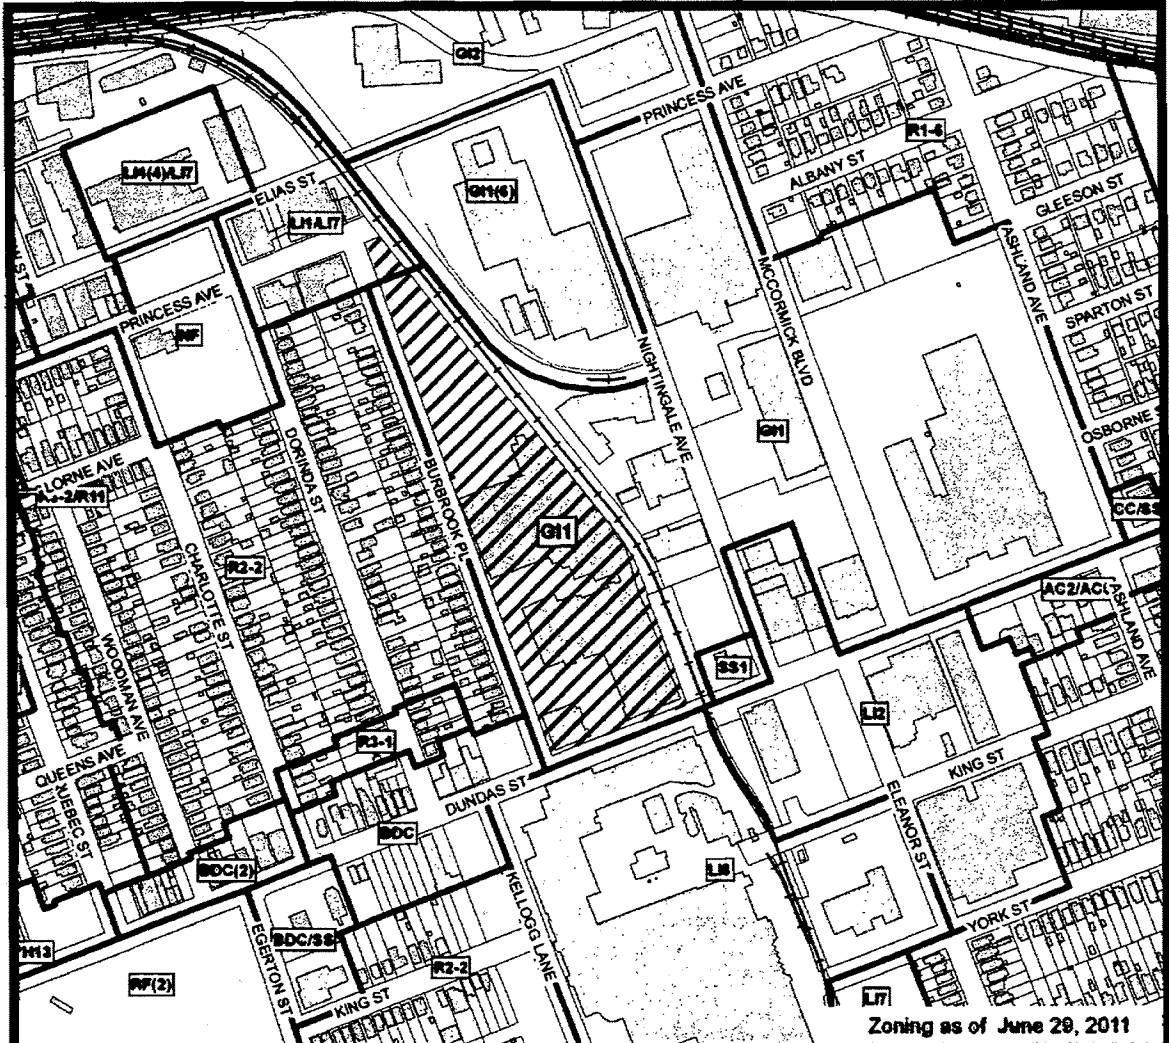 GI2
PRINCESS AVE
R1-6
ALBANY ST
GLEESON ST
LI4(4)/LI7
ELIAS ST
GI1(6)
LI1/LI7
ASHLAND AVE
MCCORMICK BLVD
SPARTON ST
PRINCESS AVE
NF
NIGHTINGALE AVE
GI1
OSBORNE
DORINDA ST
BURBROOK PL
LORNE AVE
CC/SS
GI1
CHARLOTTE ST
R2-2
AC2/AC
ASHLAND AVE
WOODMAN AVE
SS1
LI2
R3-1
QUEENS AVE
QUEBEC ST
KING ST
DUNDAS ST
BDC
ELEANOR ST
BDC(2)
LI6
KELLOGG LANE
YORK ST
EGERTON ST
BDC/SS
H13
R2-2
RF(2)
KING ST
LI7
Zoning as of June 29, 2011